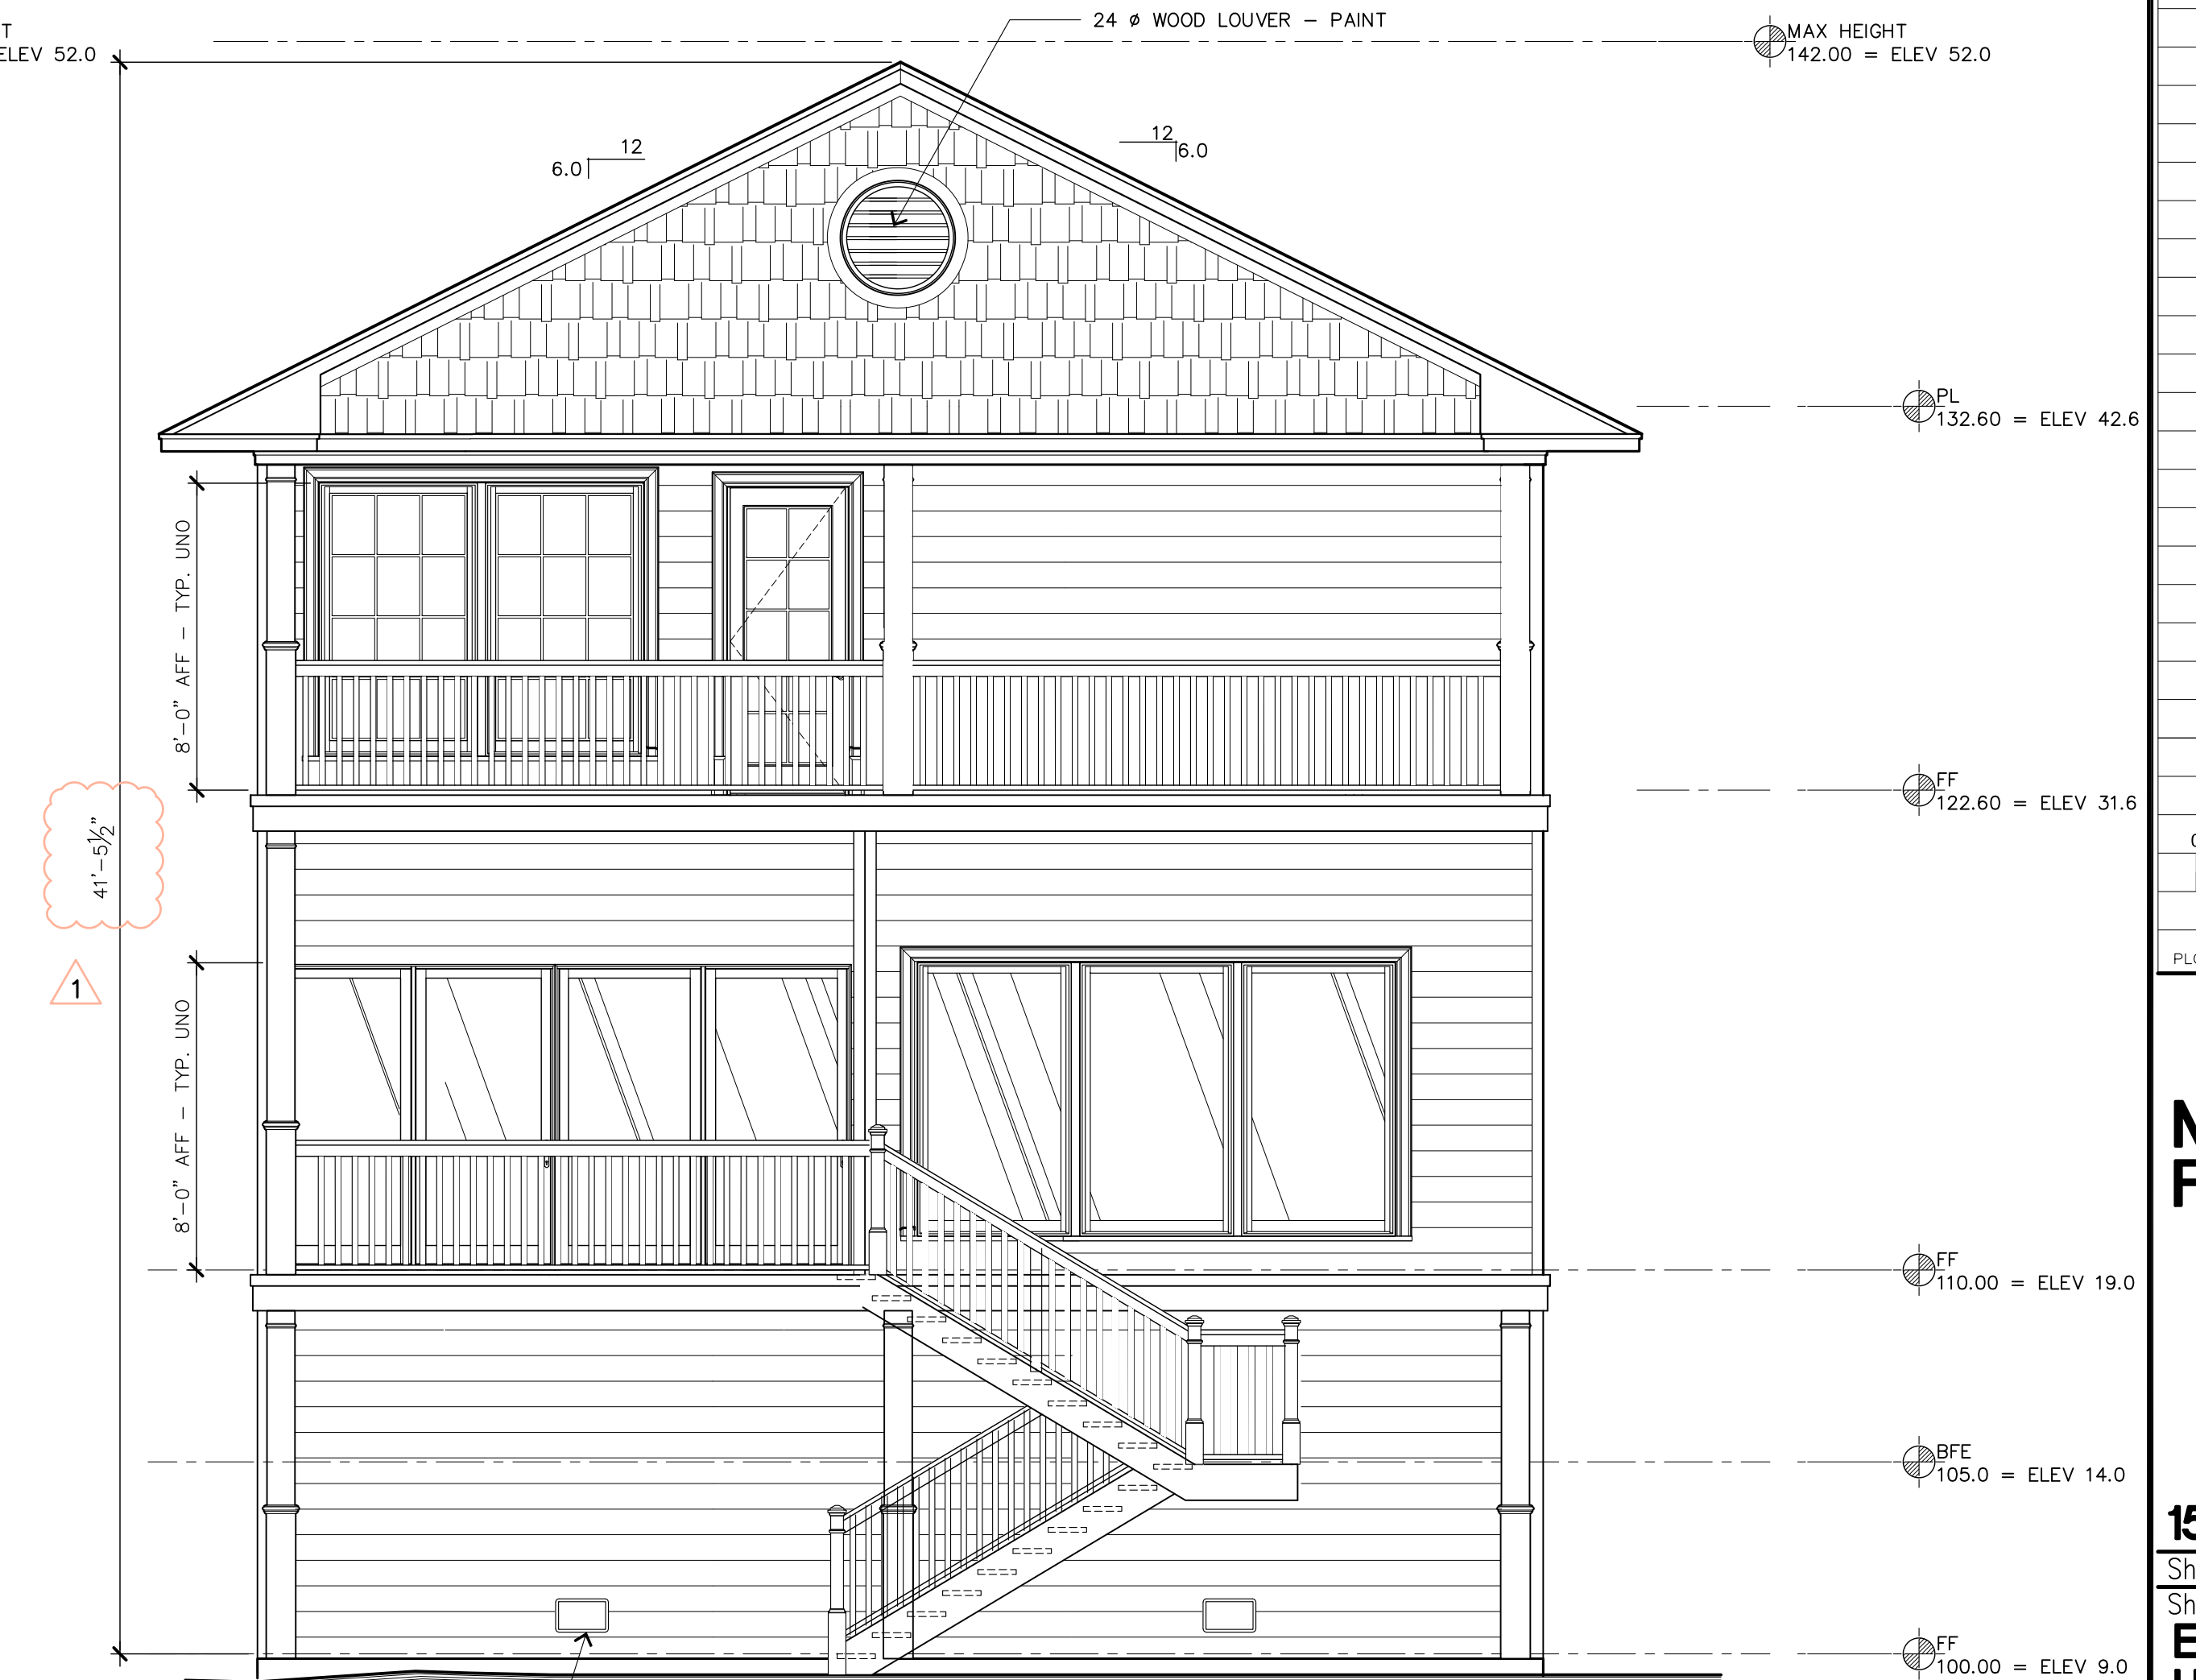 24 ø WOOD LOUVER – PAINT
ELEV 52.0
MAX HEIGHT
142.00 = ELEV 52.0
12
6.0
12
6.0
PL
132.60 = ELEV 42.6
8'–0" AFF – TYP. UNO
FF
122.60 = ELEV 31.6
41'–5½"
1
8'–0" AFF – TYP. UNO
FF
110.00 = ELEV 19.0
BFE
105.0 = ELEV 14.0
FF
100.00 = ELEV 9.0
15
Sh
Sh